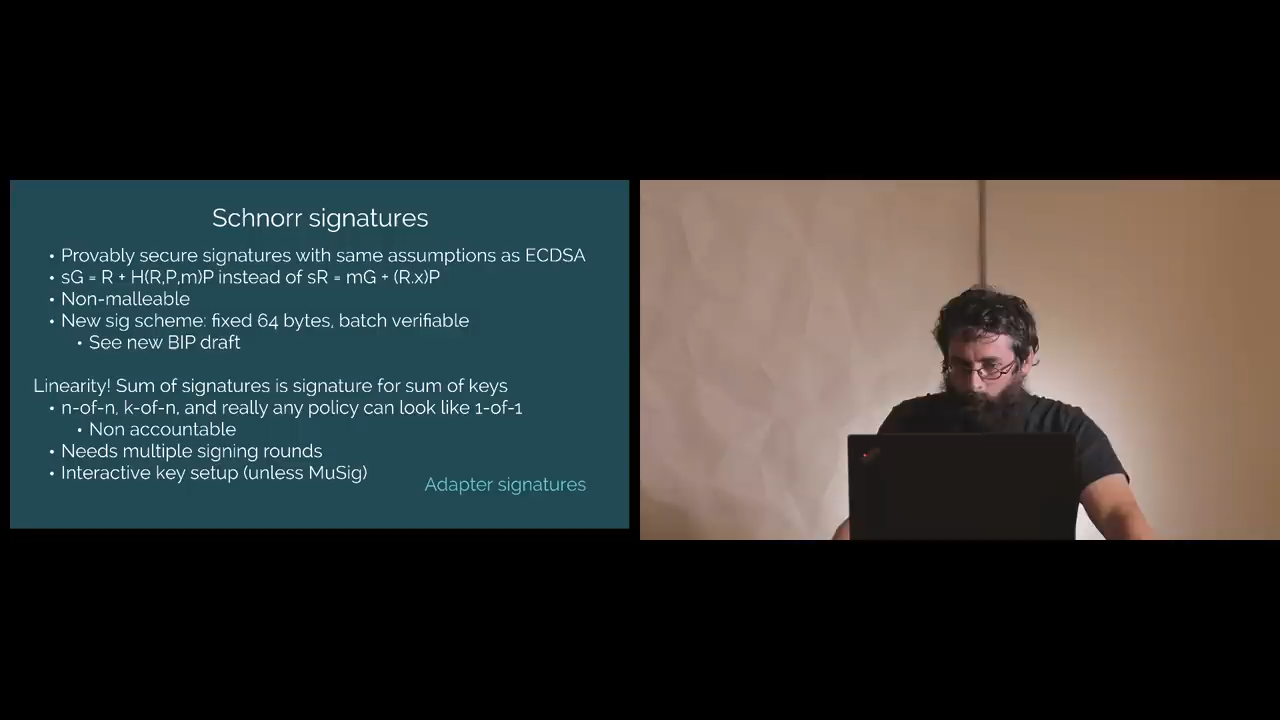 Schnorr signatures
• Provably secure signatures with same assumptions as ECDSA
• sG = R + H(R,P,m)P instead of sR = mG + (R.x)P
• Non-malleable
• New sig scheme: fixed 64 bytes, batch verifiable
• See new BIP draft
Linearity! Sum of signatures is signature for sum of keys
• n-of-n, k-of-n, and really any policy can look like 1-of-1
• Non accountable
• Needs multiple signing rounds
• Interactive key setup (unless MuSig)
Adapter signatures